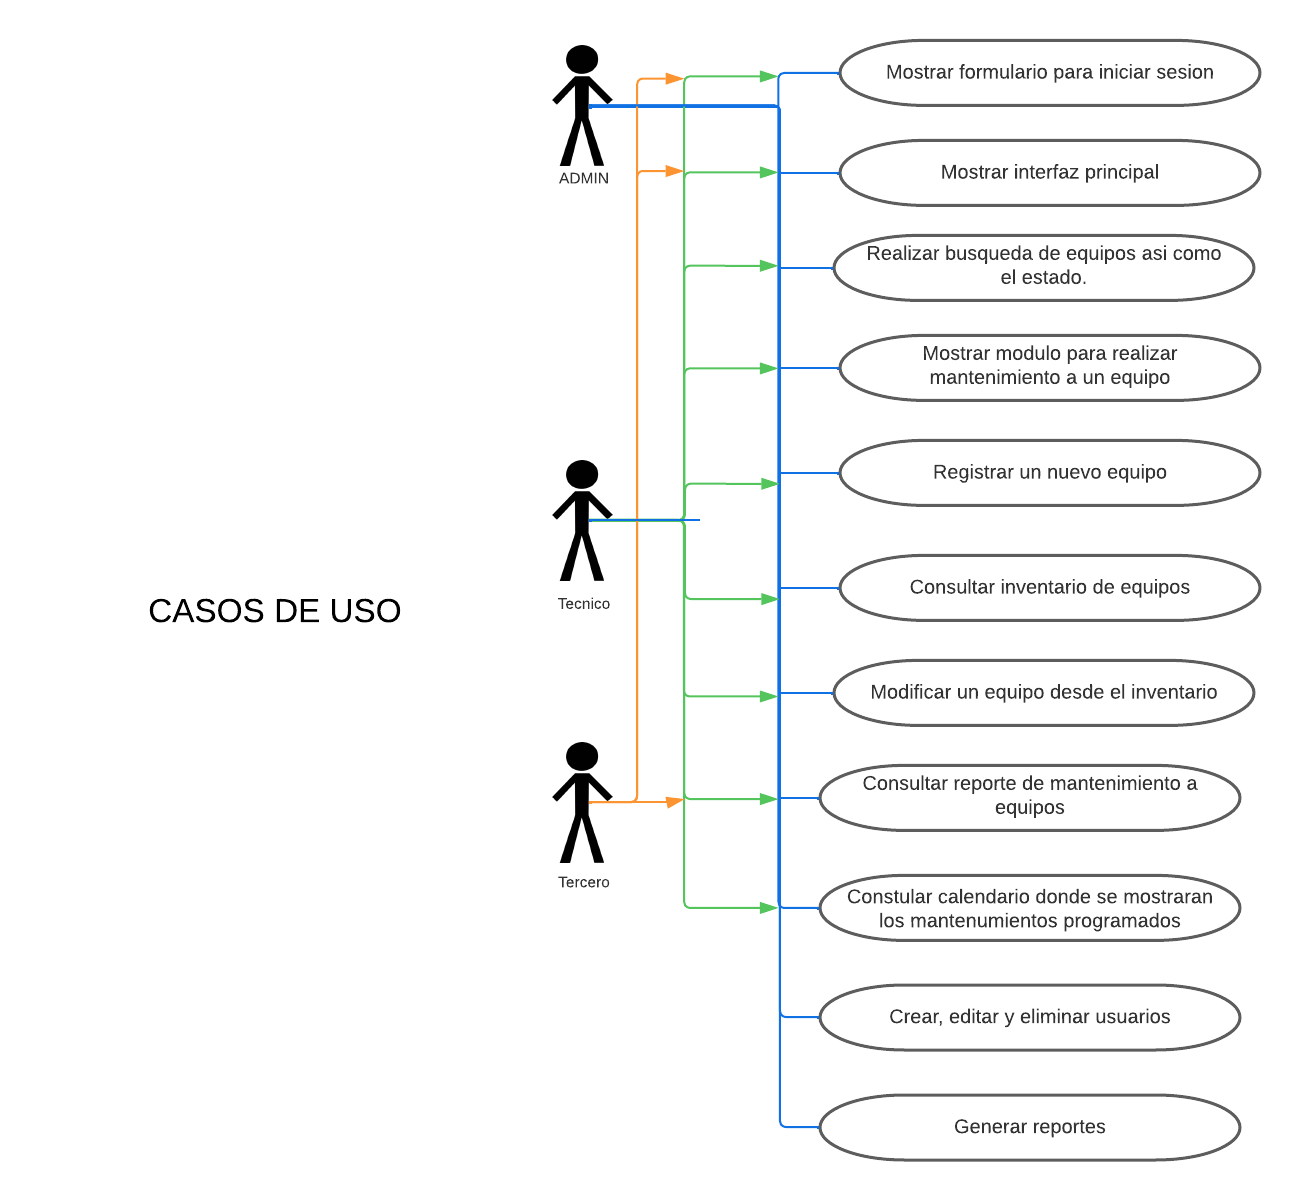 Mostrar formulario para iniciar sesion
ADMIN
Mostrar interfaz principal
Realizar busqueda de equipos asi como
el estado.
Mostrar modulo para realizar
mantenimiento a un equipo
Registrar un nuevo equipo
Consultar inventario de equipos
Tecnico
CASOS DE USO
Modificar un equipo desde el inventario
Consultar reporte de mantenimiento a
equipos
Tercero
Constular calendario donde se mostraran
los mantenumientos programados
Crear, editar y eliminar usuarios
Generar reportes